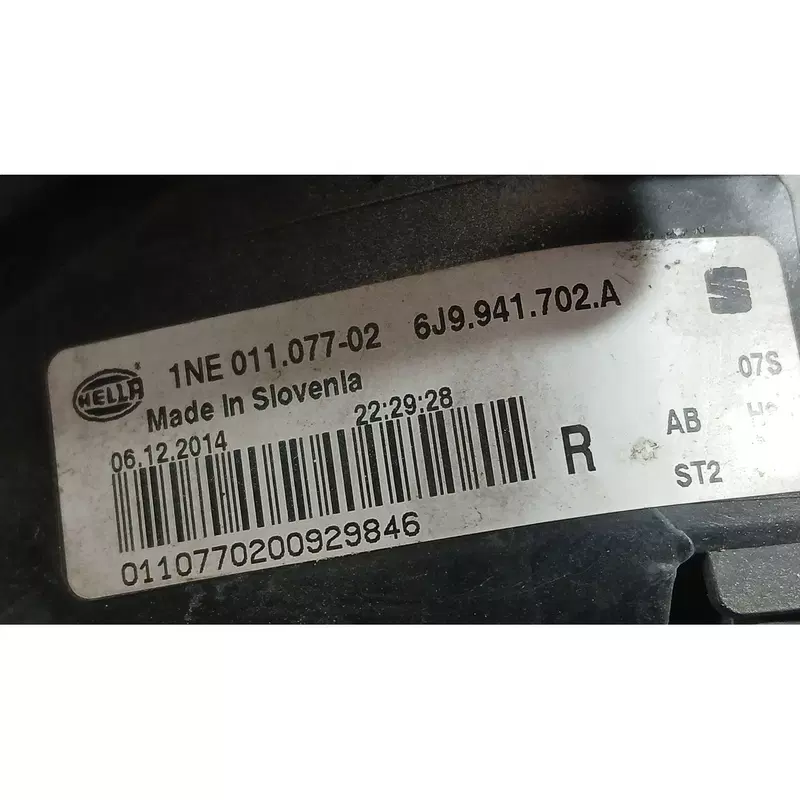 HELLA
1NE 011.077-02 6J9.941.702.A
Made In Slovenia
06.12.2014 22:29:28
07S
R AB
ST2
0110770200929846